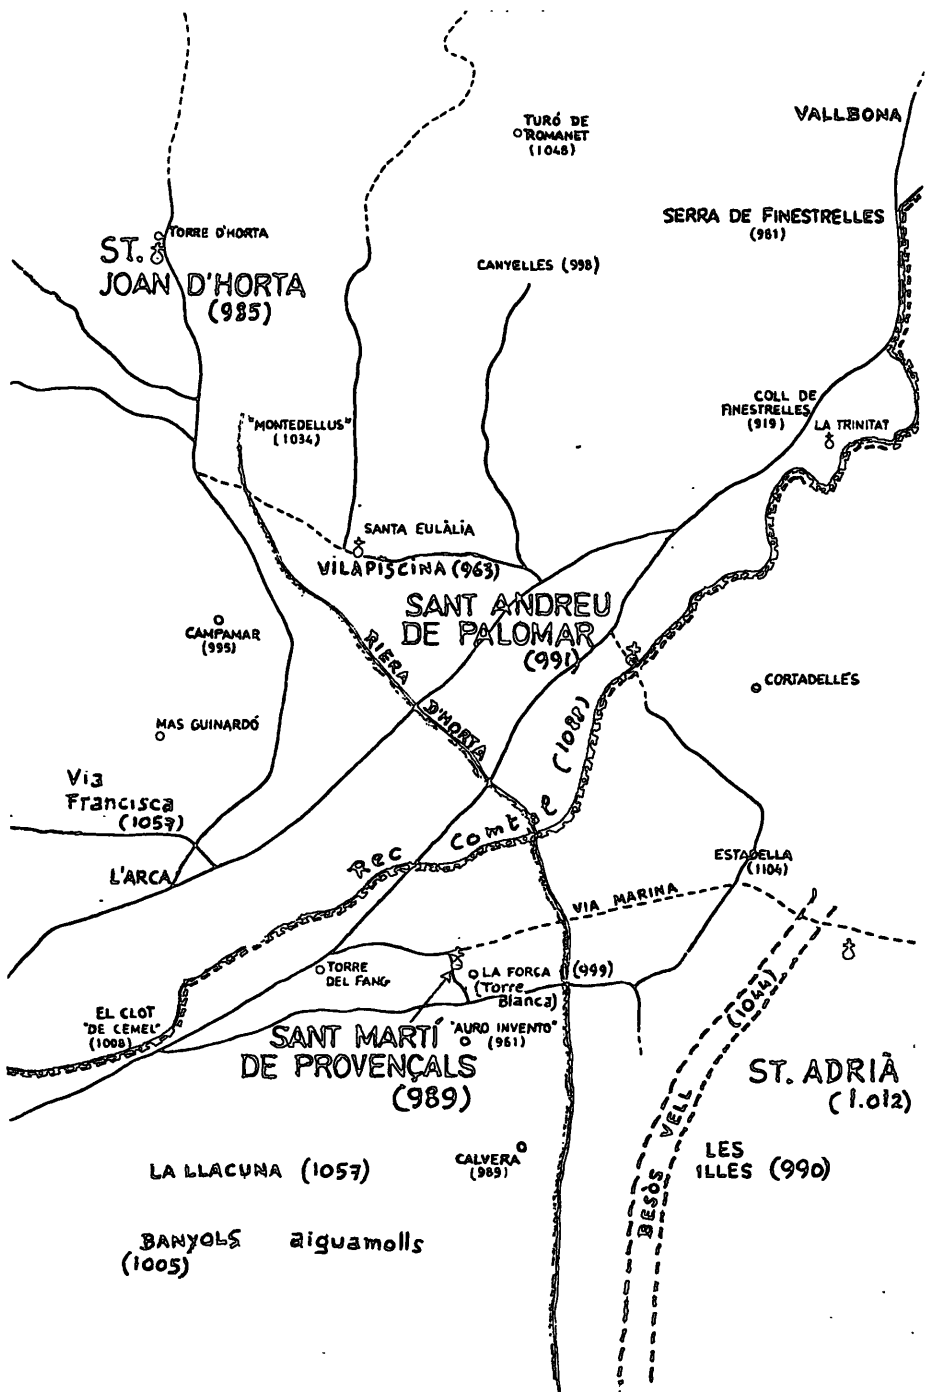 TURÓ DE
ROMANET
(1048)
VALLBONA
SERRA DE FINESTRELLES
(981)
TORRE D'HORTA
ST.
JOAN D'HORTA
(985)
CANYELLES (998)
COLL DE
FINESTRELLES
(919)
LA TRINITAT
"MONTEDELLUS"
(1034)
SANTA EULÀLIA
VILAPISCINA (963)
SANT ANDREU
DE PALOMAR
(991)
CAMPAMAR
(995)
RIERA
D'HORTA
CORTADELLES
MAS GUINARDÓ
Via
Francisca
(1057)
Rec Comtal
(1088)
L'ARCA
ESTADELLA
(1104)
VIA MARINA
TORRE
DEL FANG
LA FORÇA (999)
(Torre
Blanca)
EL CLOT
"DE CEMEL"
(1008)
SANT MARTÍ
DE PROVENÇALS
(989)
"AURO INVENTO"
(961)
BESÒS VELL (1044)
ST. ADRIÀ
(1.012)
CALVERA
(989)
LES
ILLES (990)
LA LLACUNA (1057)
BANYOLS aiguamolls
(1005)